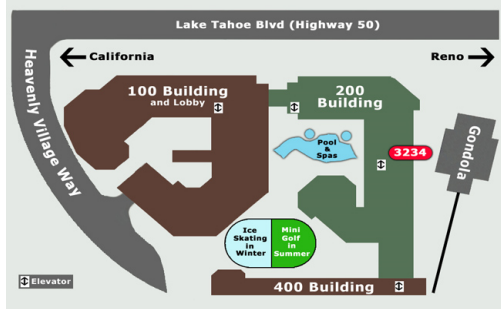 Lake Tahoe Blvd (Highway 50)
California
Reno
Heavenly Village Way
100 Building
and Lobby
200
Building
Pool
&
Spas
3234
Gondola
Ice
Skating
in
Winter
Mini
Golf
in
Summer
Elevator
400 Building